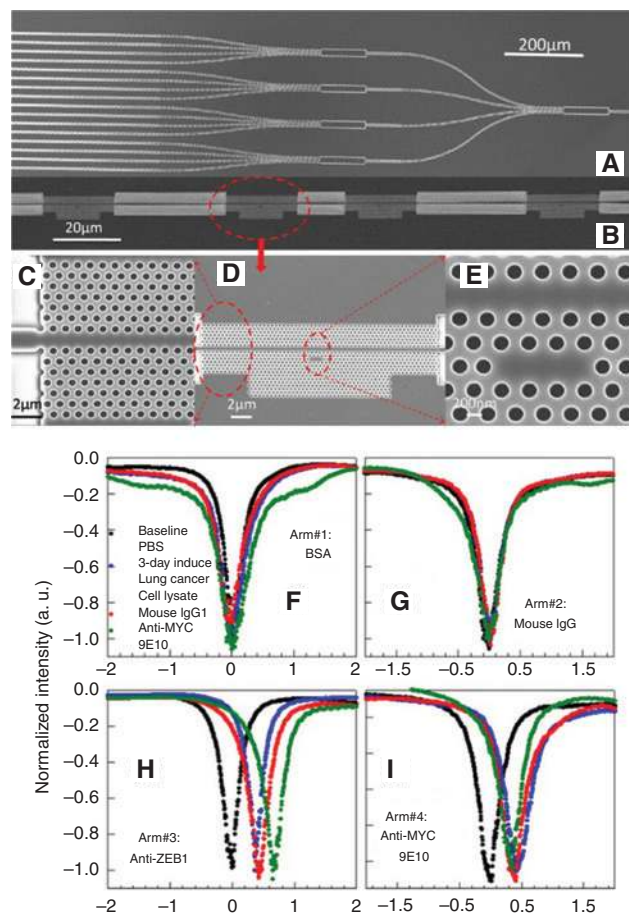 200μm
A
20μm
B
C
D
E
2μm
2μm
200nm
0.0
−0.2
−0.4
−0.6
−0.8
−1.0
Baseline
PBS
3-day induce
Lung cancer
Cell lysate
Mouse IgG1
Anti-MYC
9E10
Arm#1:
BSA
F
G
Arm#2:
Mouse IgG
−2 −1 0 1 2
−1.5 −0.5 0.5 1.5
Normalized intensity (a. u.)
0.0
−0.2
−0.4
−0.6
−0.8
−1.0
H
Arm#3:
Anti-ZEB1
I
Arm#4:
Anti-MYC
9E10
−2 −1 0 1 2
−1.5 −0.5 0.5 1.5